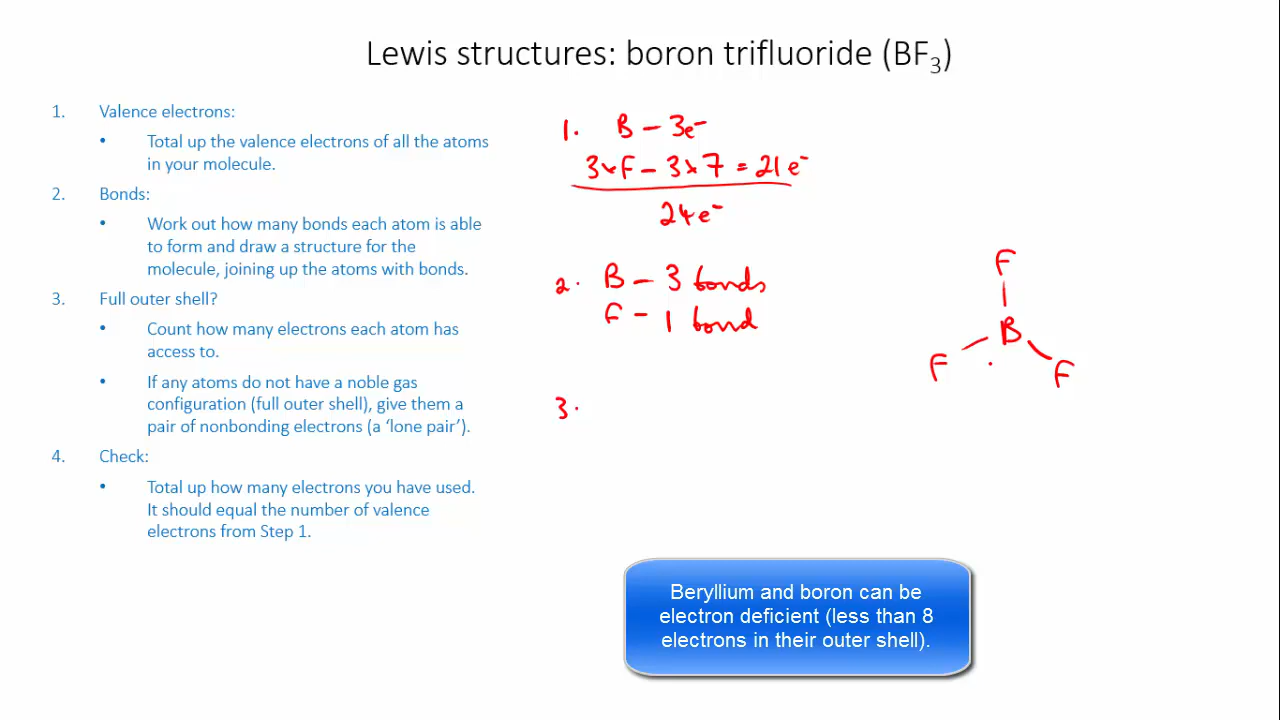 Lewis structures: boron trifluoride (BF₃)
1. Valence electrons:
• Total up the valence electrons of all the atoms
in your molecule.
2. Bonds:
• Work out how many bonds each atom is able
to form and draw a structure for the
molecule, joining up the atoms with bonds.
3. Full outer shell?
• Count how many electrons each atom has
access to.
• If any atoms do not have a noble gas
configuration (full outer shell), give them a
pair of nonbonding electrons (a ‘lone pair’).
4. Check:
• Total up how many electrons you have used.
It should equal the number of valence
electrons from Step 1.
1. B – 3e⁻
3×F – 3×7 = 21e⁻
24e⁻
2. B – 3 bonds
F – 1 bond
3.
F
B
F F
Beryllium and boron can be
electron deficient (less than 8
electrons in their outer shell).